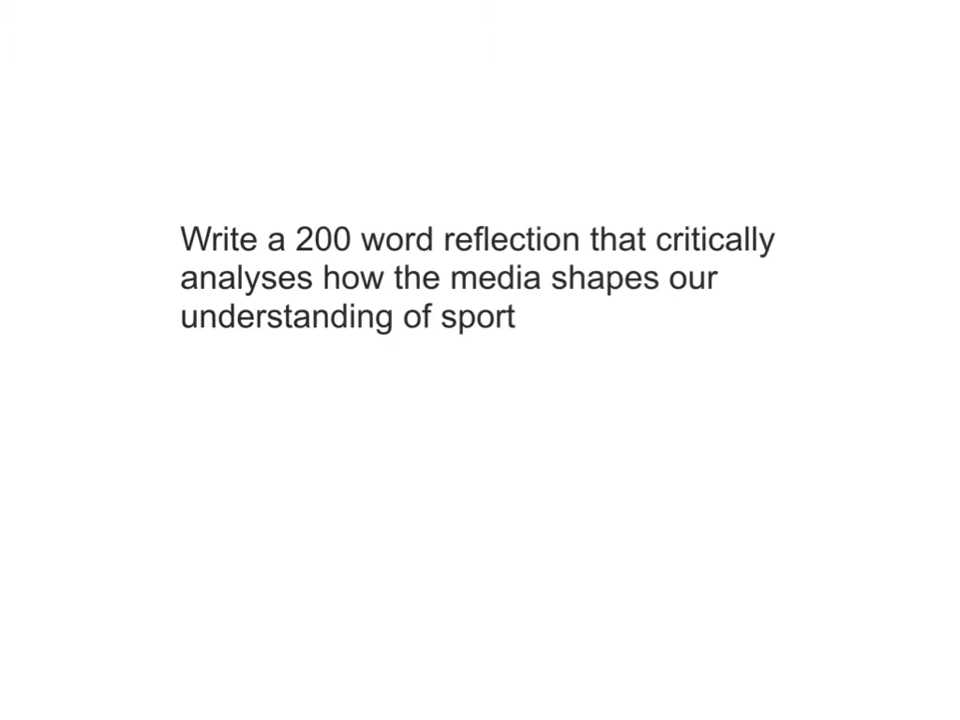 Write a 200 word reflection that critically
analyses how the media shapes our
understanding of sport